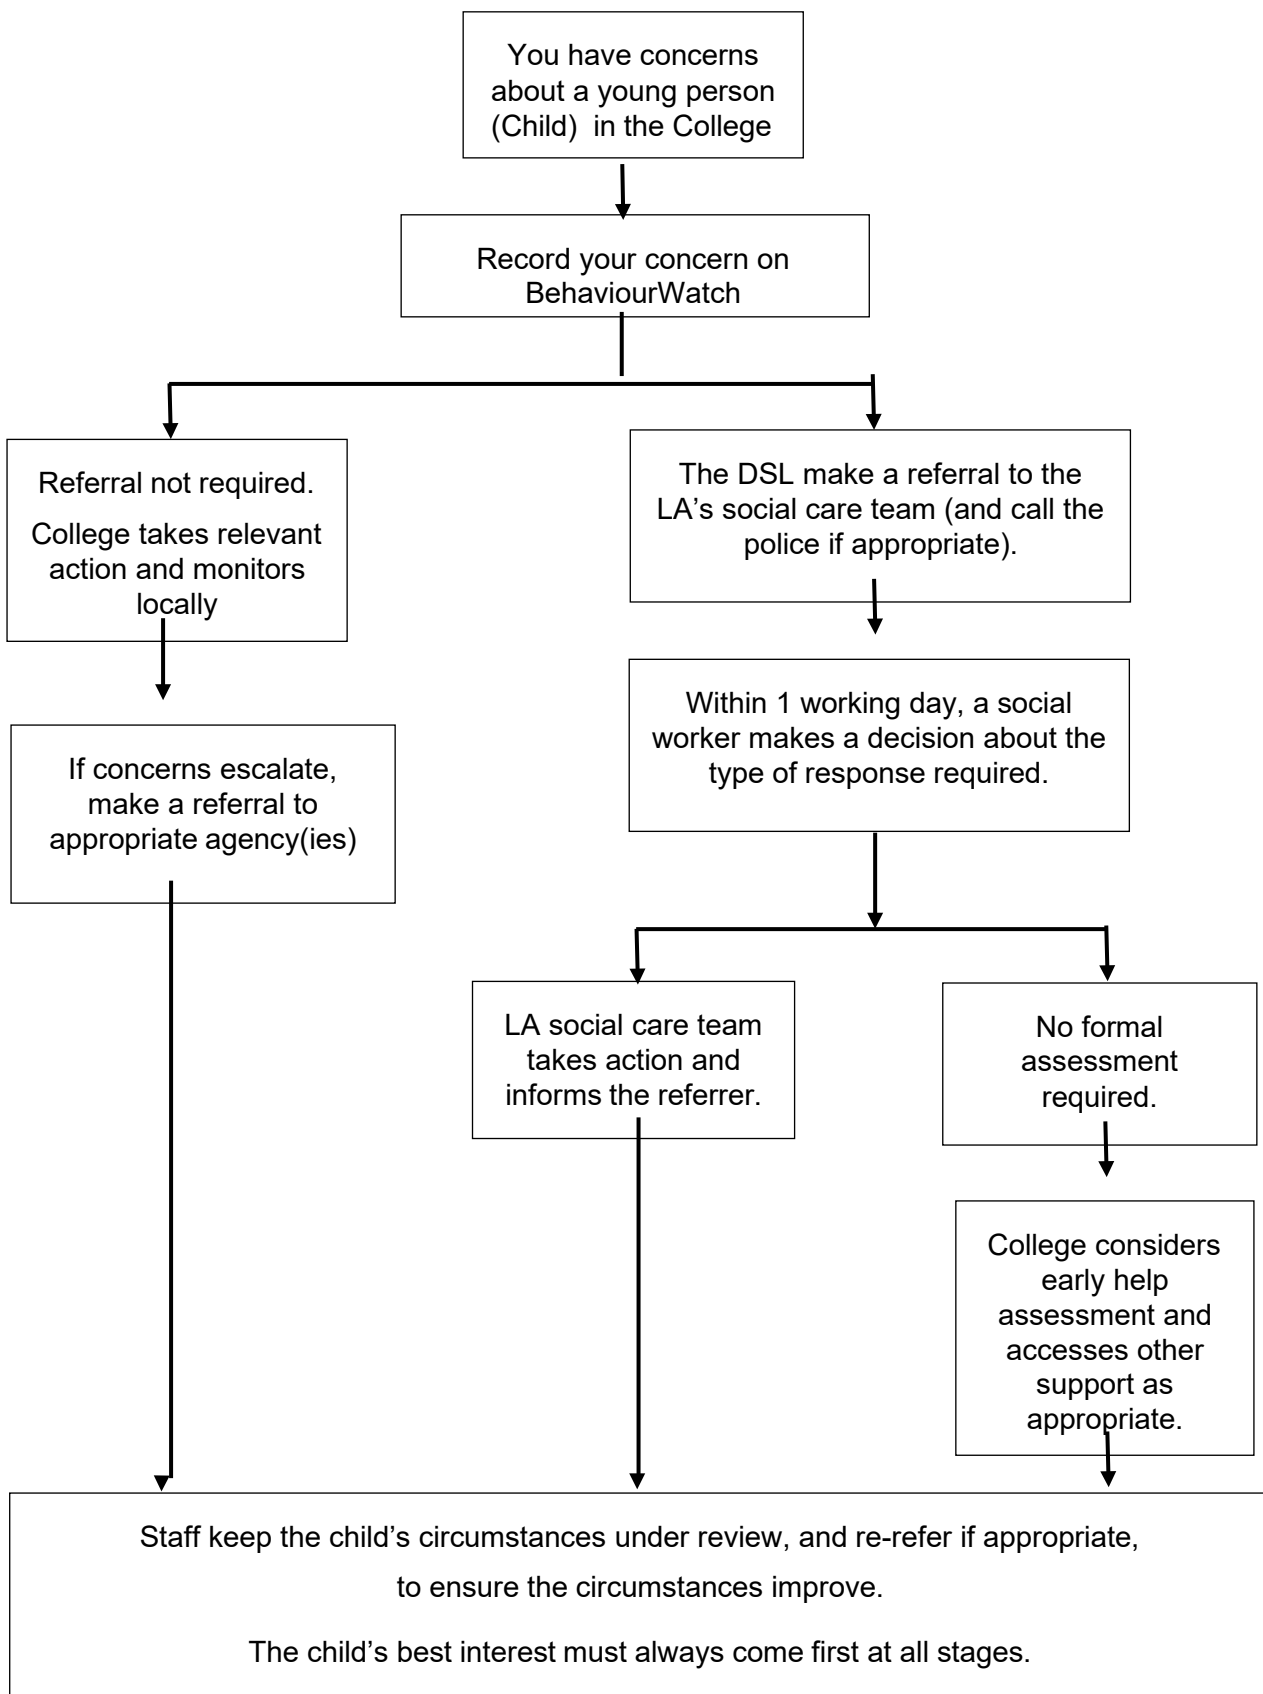 You have concerns
about a young person
(Child) in the College
Record your concern on
BehaviourWatch
Referral not required.
College takes relevant
action and monitors
locally
If concerns escalate,
make a referral to
appropriate agency(ies)
The DSL make a referral to the
LA’s social care team (and call the
police if appropriate).
Within 1 working day, a social
worker makes a decision about the
type of response required.
LA social care team
takes action and
informs the referrer.
No formal
assessment
required.
College considers
early help
assessment and
accesses other
support as
appropriate.
Staff keep the child’s circumstances under review, and re-refer if appropriate,
to ensure the circumstances improve.
The child’s best interest must always come first at all stages.